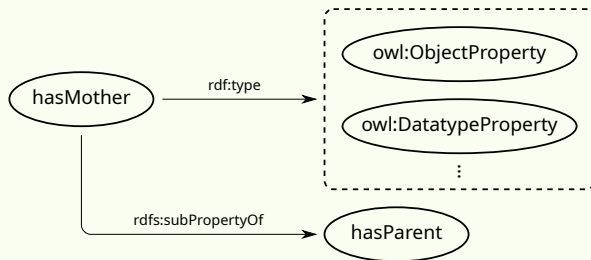 owl:ObjectProperty
hasMother
rdf:type
owl:DatatypeProperty
...
rdfs:subPropertyOf
hasParent